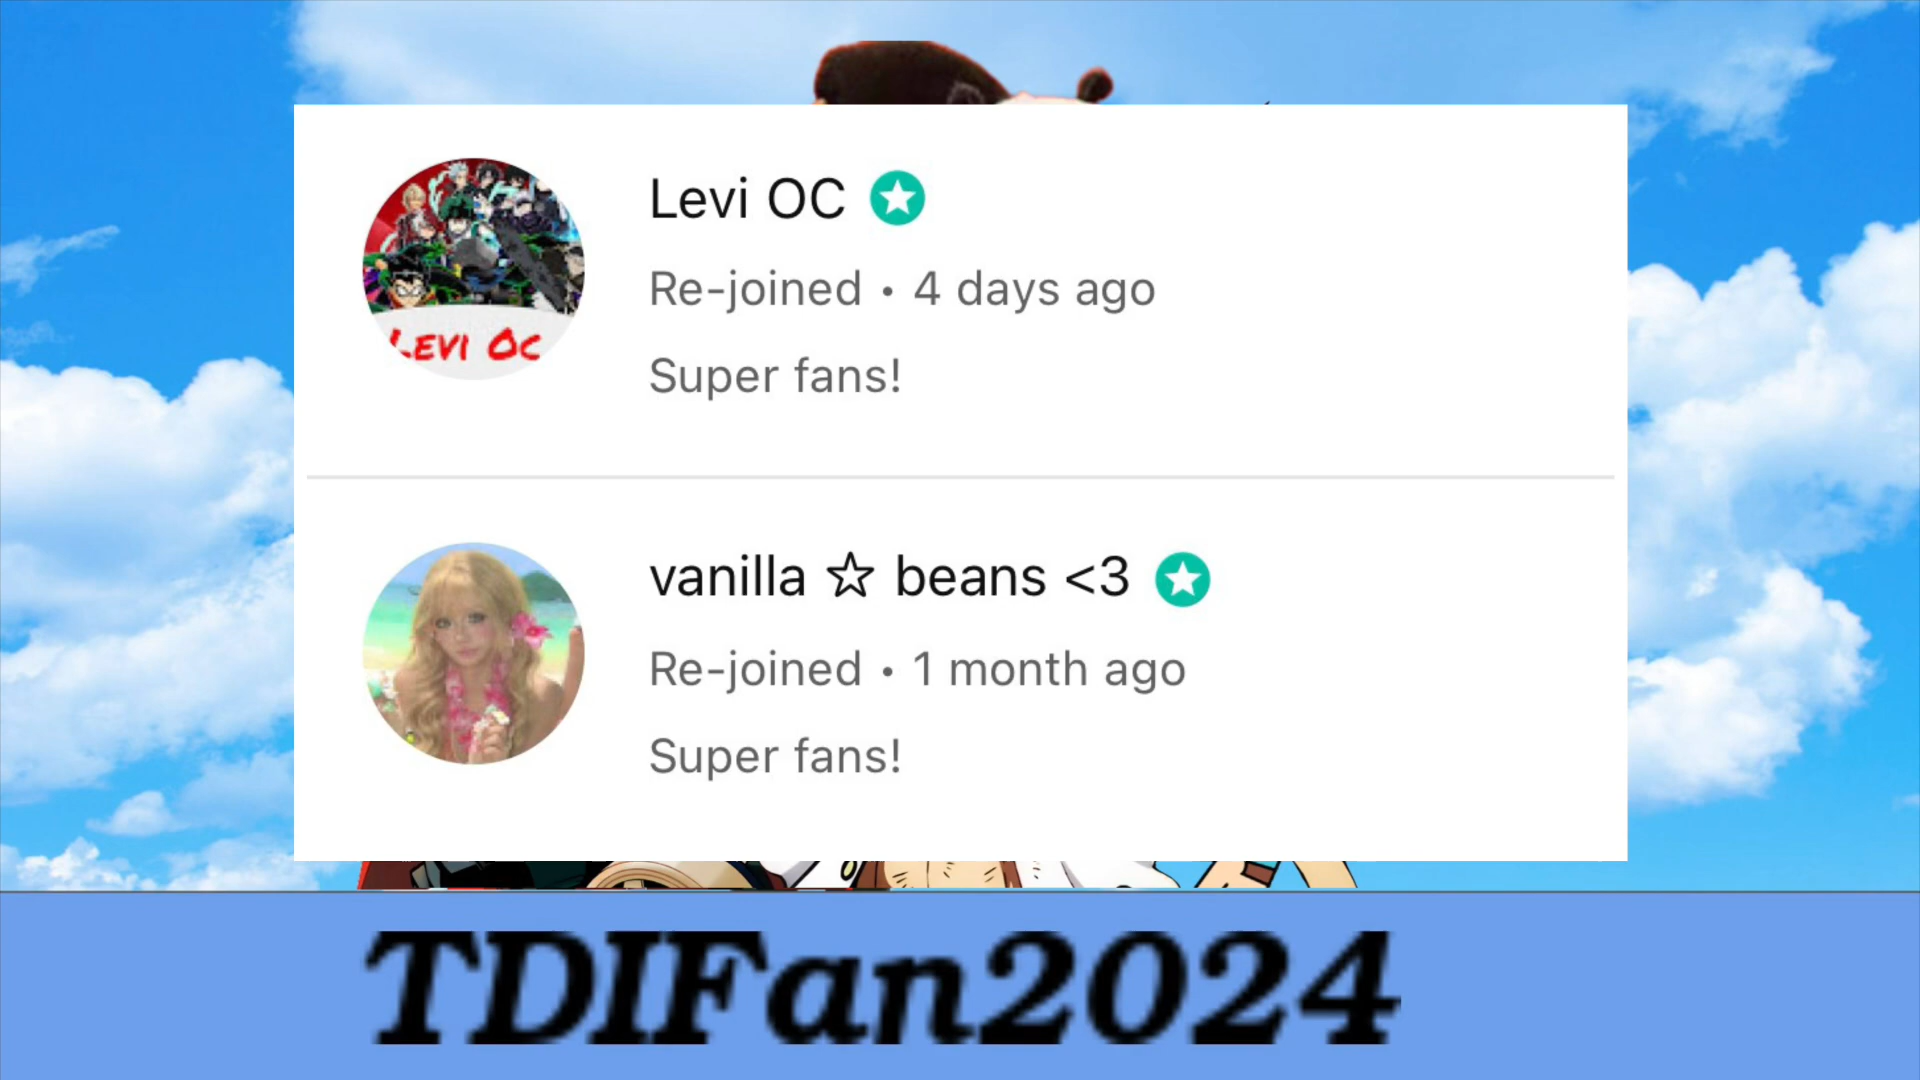 Levi OC
Re-joined • 4 days ago
Super fans!
LEVI OC
vanilla ☆ beans <3
Re-joined • 1 month ago
Super fans!
TDIFan2024